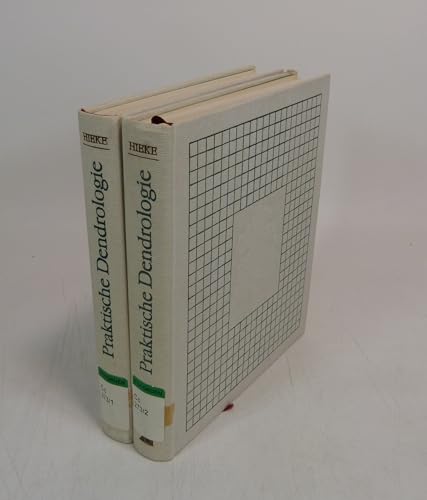 HIEKE
Praktische Dendrologie
HIEKE
Praktische Dendrologie